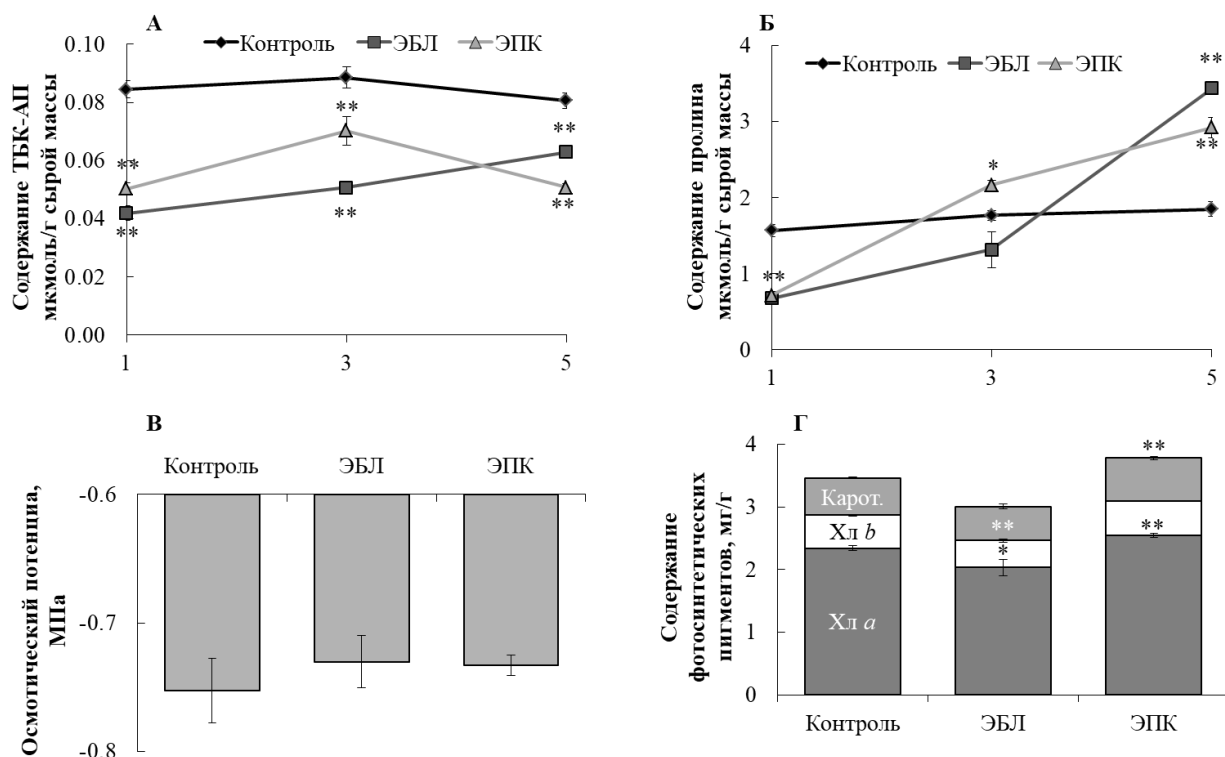 А
Контроль ЭБЛ ЭПК
Содержание ТБК-АП
мкмоль/г сырой массы
0.10
0.08
0.06
0.04
0.02
0.00
**
**
**
**
**
**
1 3 5
Б
Контроль ЭБЛ ЭПК
Содержание пролина
мкмоль/г сырой массы
4
3
2
1
0
**
*
**
**
1 3 5
В
Контроль ЭБЛ ЭПК
Осмотический потенциа,
МПа
-0.6
-0.7
-0.8
Г
Содержание
фотосинтетических
пигментов, мг/г
4
3
2
1
0
Карот.
Хл b
Хл a
**
*
**
**
Контроль ЭБЛ ЭПК